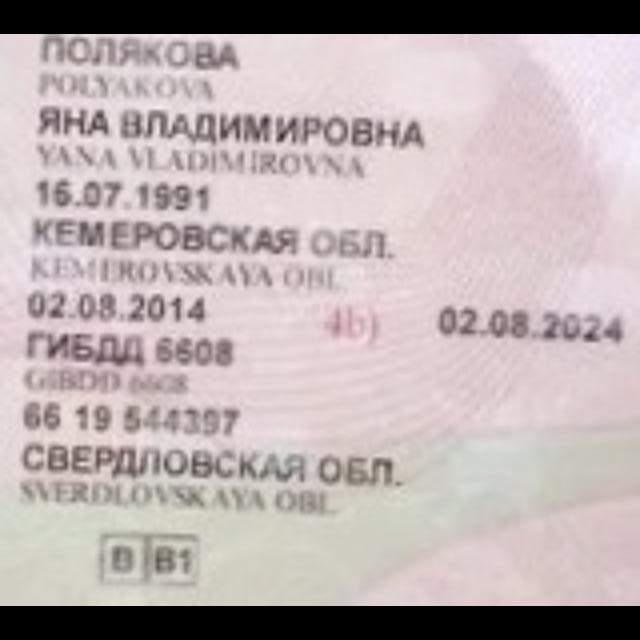 ПОЛЯКОВА
POLYAKOVA
ЯНА ВЛАДИМИРОВНА
YANA VLADIMIROVNA
16.07.1991
КЕМЕРОВСКАЯ ОБЛ.
KEMEROVSKAYA OBL.
02.08.2014 4b) 02.08.2024
ГИБДД 6608
GIBDD 6608
66 19 544397
СВЕРДЛОВСКАЯ ОБЛ.
SVERDLOVSKAYA OBL.
B B1